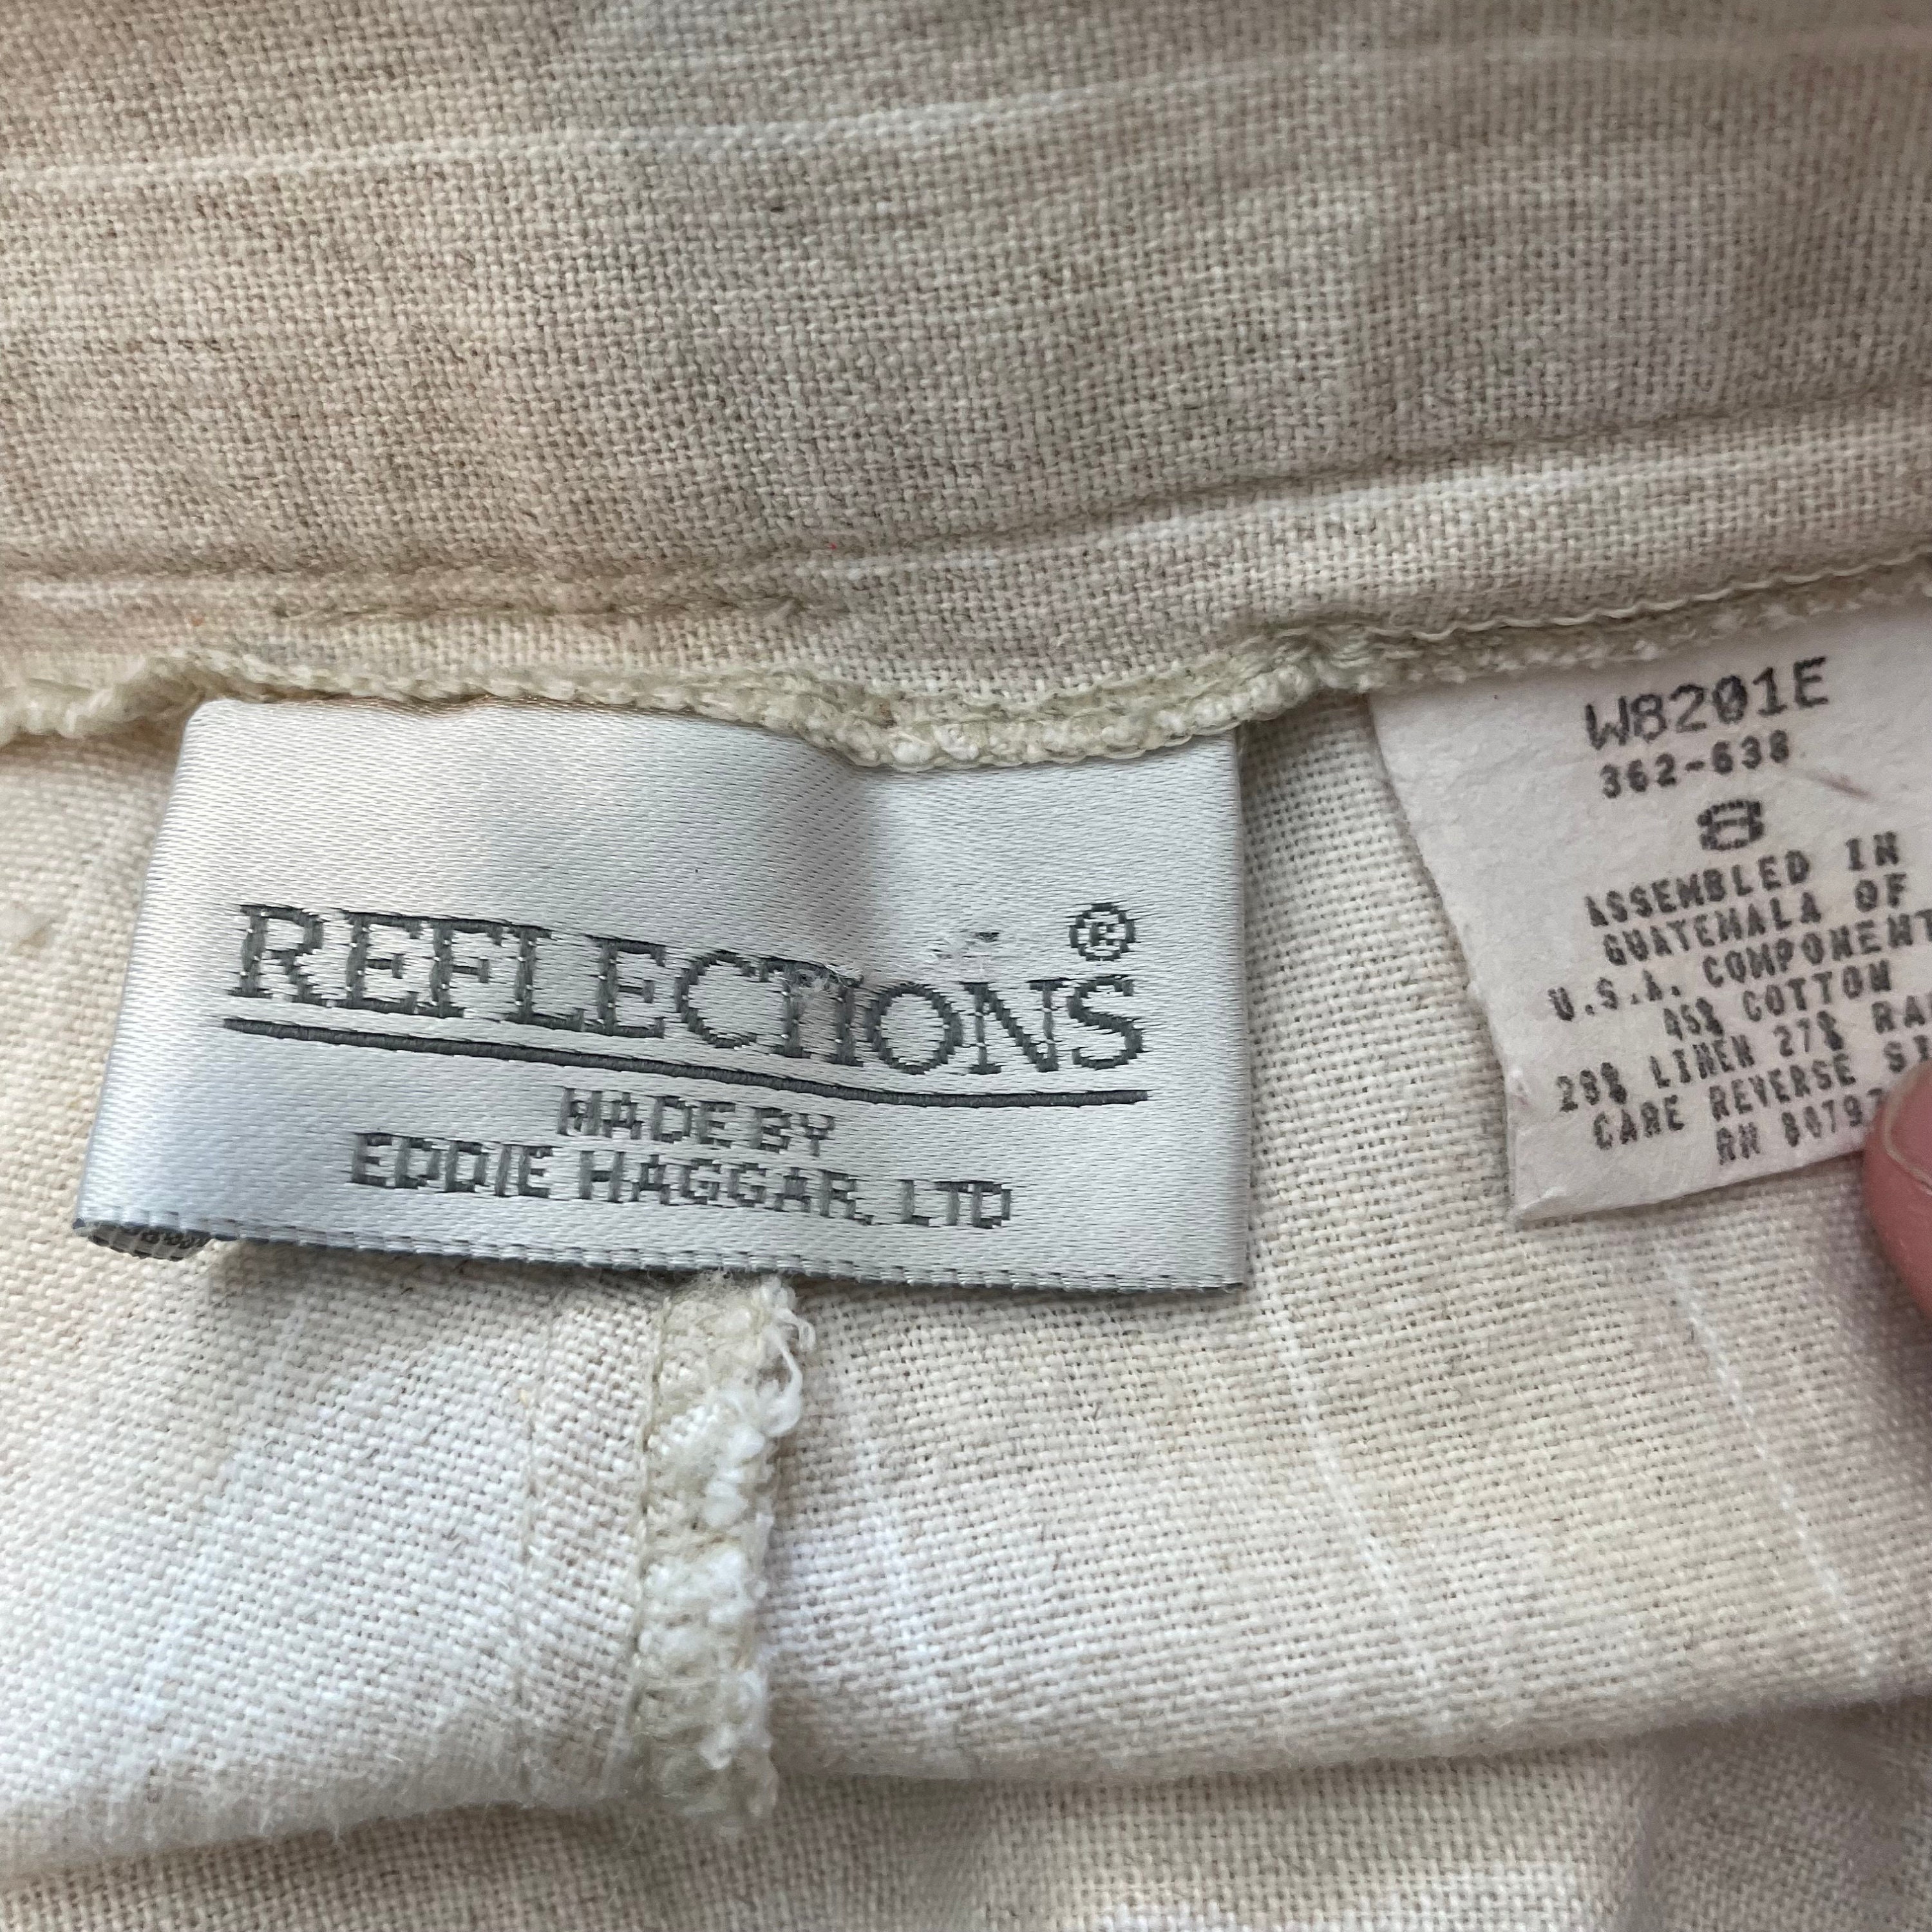 REFLECTIONS®
MADE BY
EDDIE HAGGAR, LTD
W8201E
362-638
8
ASSEMBLED IN
GUATEMALA OF
U.S.A. COMPONENT
45% COTTON
28% LINEN 27% RA
CARE REVERSE SI
RN